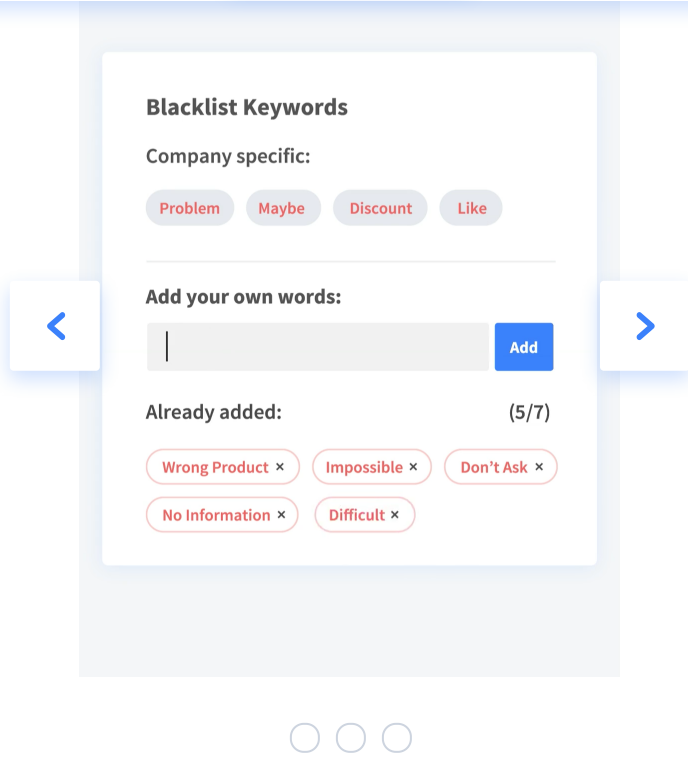 Blacklist Keywords
Company specific:
Problem Maybe Discount Like
Add your own words:
Add
Already added: (5/7)
Wrong Product × Impossible × Don’t Ask ×
No Information × Difficult ×